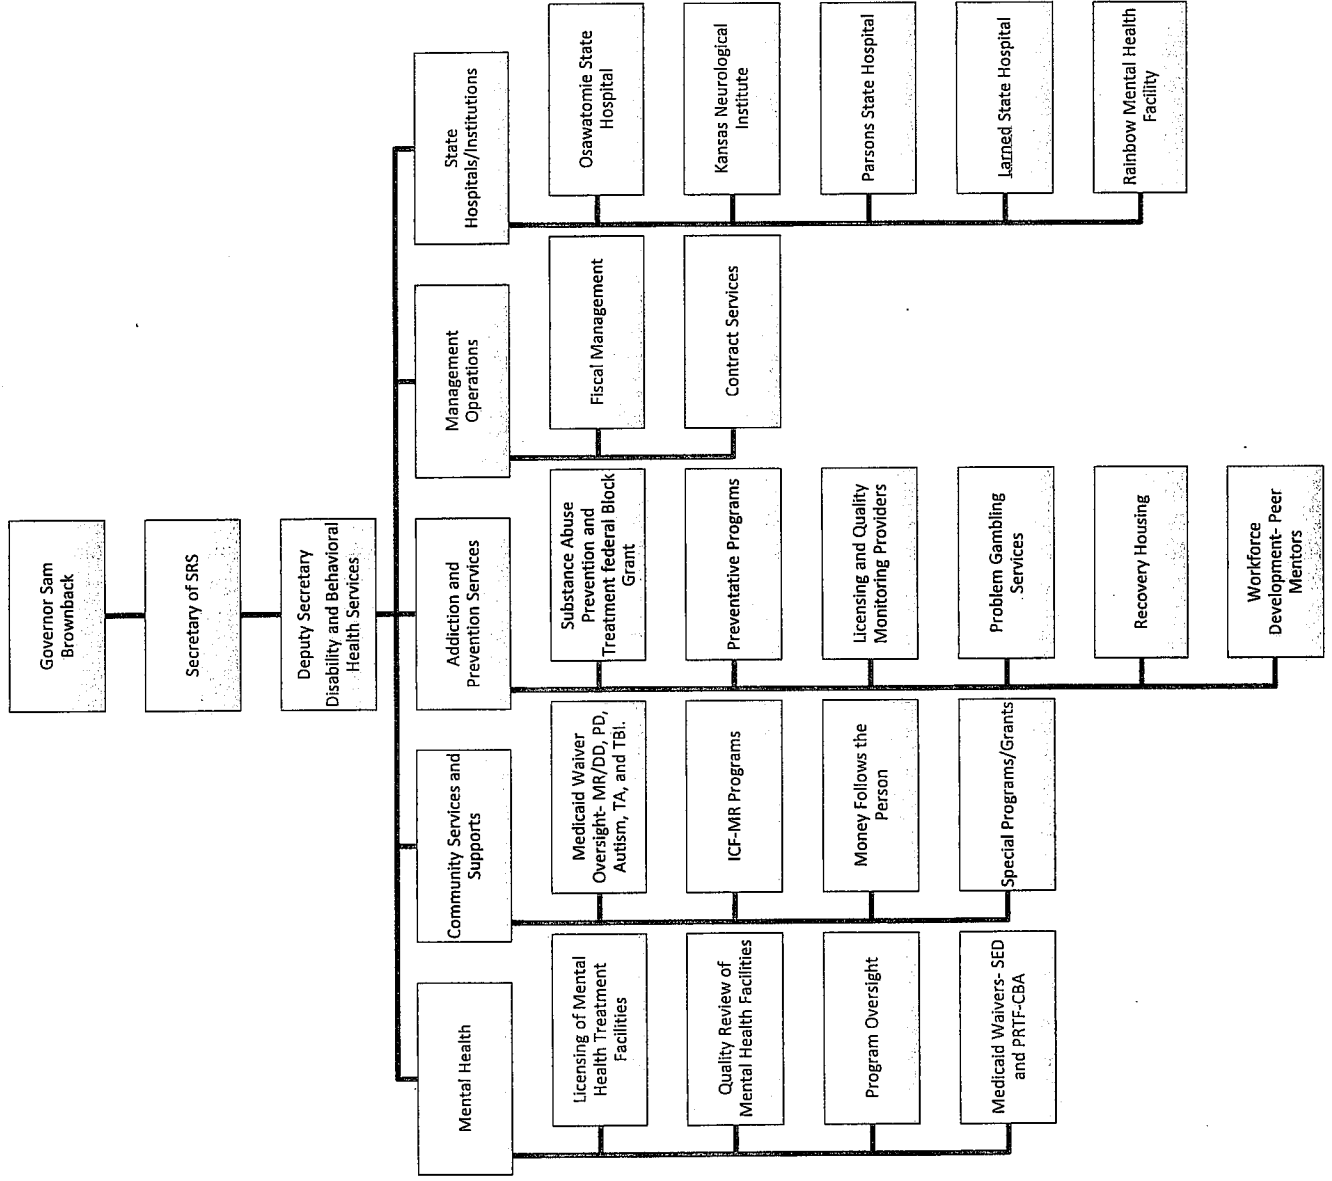 Governor Sam
Brownback
Secretary of SRS
Deputy Secretary
Disability and Behavioral
Health Services
Mental Health
Licensing of Mental
Health Treatment
Facilities
Quality Review of
Mental Health Facilities
Program Oversight
Medicaid Waivers- SED
and PRTF-CBA
Community Services and
Supports
Medicaid Waiver
Oversight- MR/DD, PD,
Autism, TA, and TBI.
ICF-MR Programs
Money Follows the
Person
Special Programs/Grants
Addiction and
Prevention Services
Substance Abuse
Prevention and
Treatment federal Block
Grant
Preventative Programs
Licensing and Quality
Monitoring Providers
Problem Gambling
Services
Recovery Housing
Workforce
Development- Peer
Mentors
Management
Operations
Fiscal Management
Contract Services
State
Hospitals/Institutions
Osawatomie State
Hospital
Kansas Neurological
Institute
Parsons State Hospital
Larned State Hospital
Rainbow Mental Health
Facility